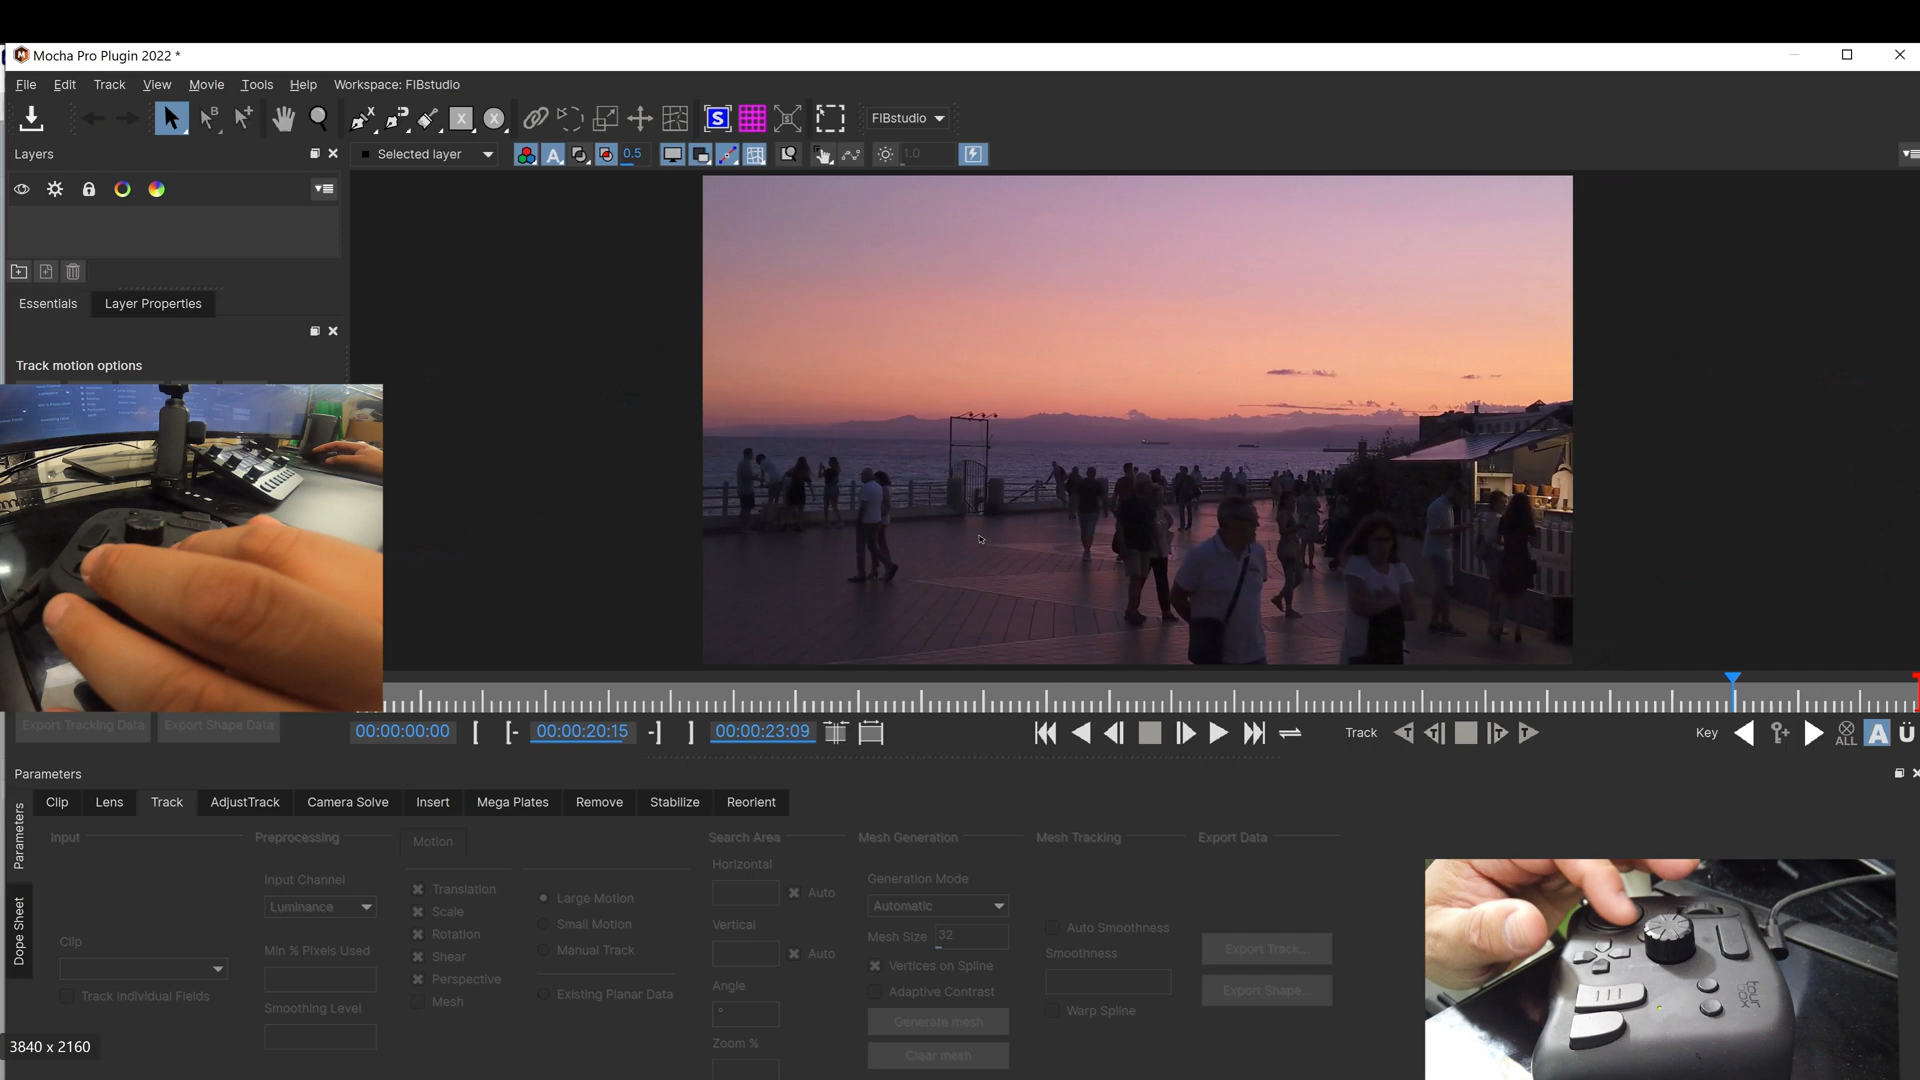 Mocha Pro Plugin 2022 *
File Edit Track View Movie Tools Help Workspace: FIBstudio
S
FIBstudio
Layers
Selected layer
A
0.5
1.0
Essentials
Layer Properties
Track motion options
Export Tracking Data
Export Shape Data
00:00:00:00
00:00:20:15
00:00:23:09
Track
Key
ALL
A
Ü
Parameters
Parameters
Dope Sheet
Clip
Lens
Track
AdjustTrack
Camera Solve
Insert
Mega Plates
Remove
Stabilize
Reorient
Input
Clip
Track Individual Fields
Preprocessing
Input Channel
Luminance
Min % Pixels Used
Smoothing Level
Motion
Translation
Scale
Rotation
Shear
Perspective
Mesh
Large Motion
Small Motion
Manual Track
Existing Planar Data
Search Area
Horizontal
Auto
Vertical
Auto
Angle
°
Zoom %
Mesh Generation
Generation Mode
Automatic
Mesh Size 32
Vertices on Spline
Adaptive Contrast
Generate mesh
Clear mesh
Mesh Tracking
Auto Smoothness
Smoothness
Warp Spline
Export Data
Export Track...
Export Shape...
3840 x 2160
tour
box